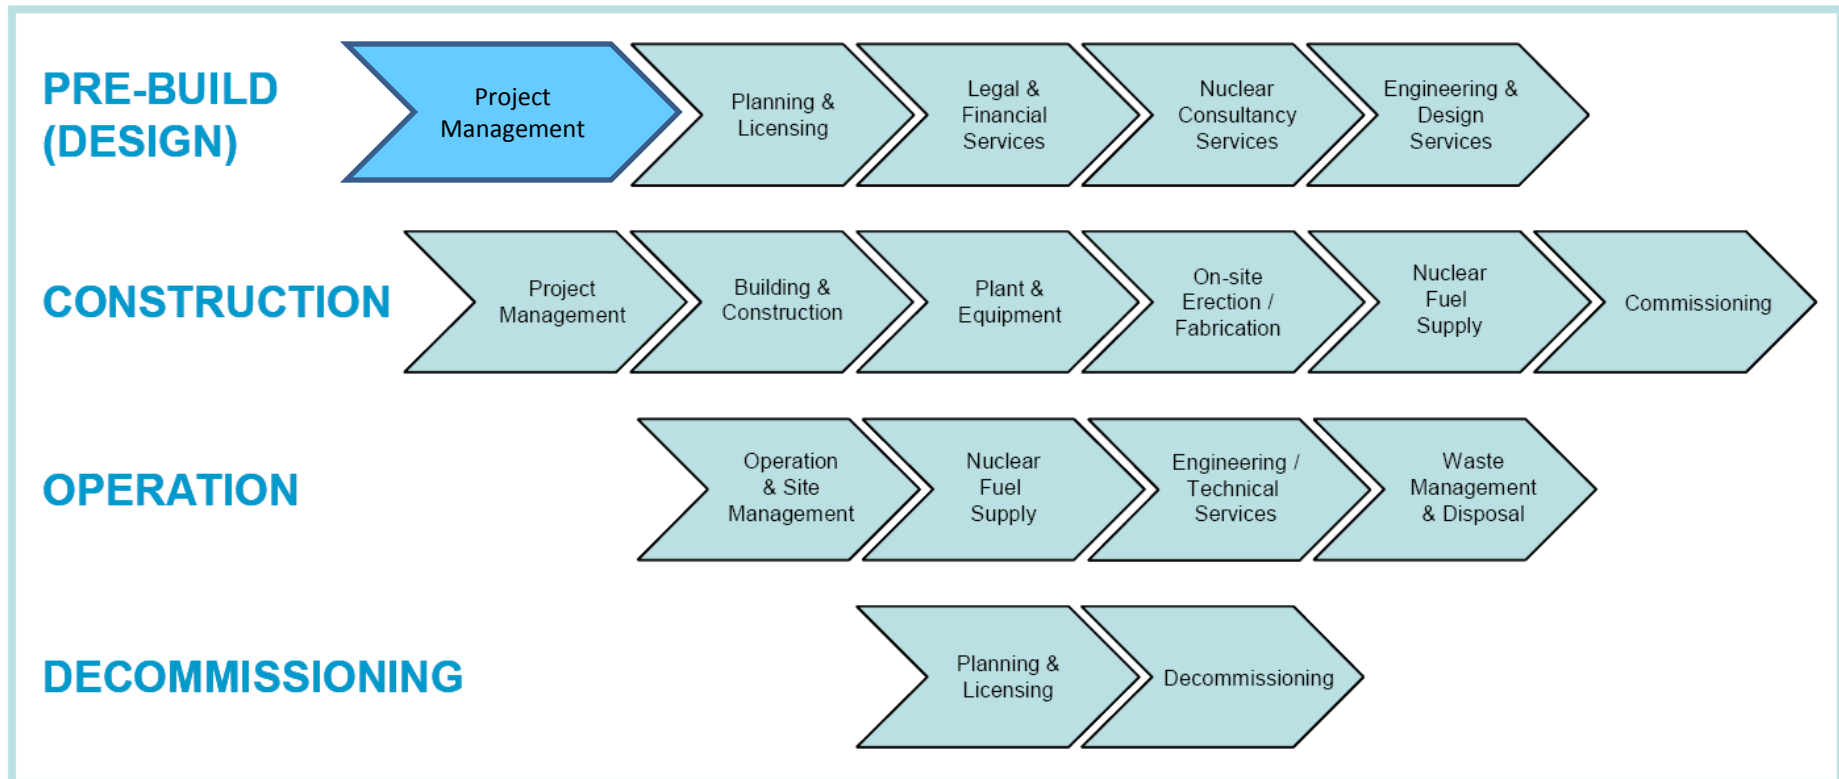 PRE-BUILD
(DESIGN)
Project
Management
Planning &
Licensing
Legal &
Financial
Services
Nuclear
Consultancy
Services
Engineering &
Design
Services
CONSTRUCTION
Project
Management
Building &
Construction
Plant &
Equipment
On-site
Erection /
Fabrication
Nuclear
Fuel
Supply
Commissioning
OPERATION
Operation
& Site
Management
Nuclear
Fuel
Supply
Engineering /
Technical
Services
Waste
Management
& Disposal
DECOMMISSIONING
Planning &
Licensing
Decommissioning